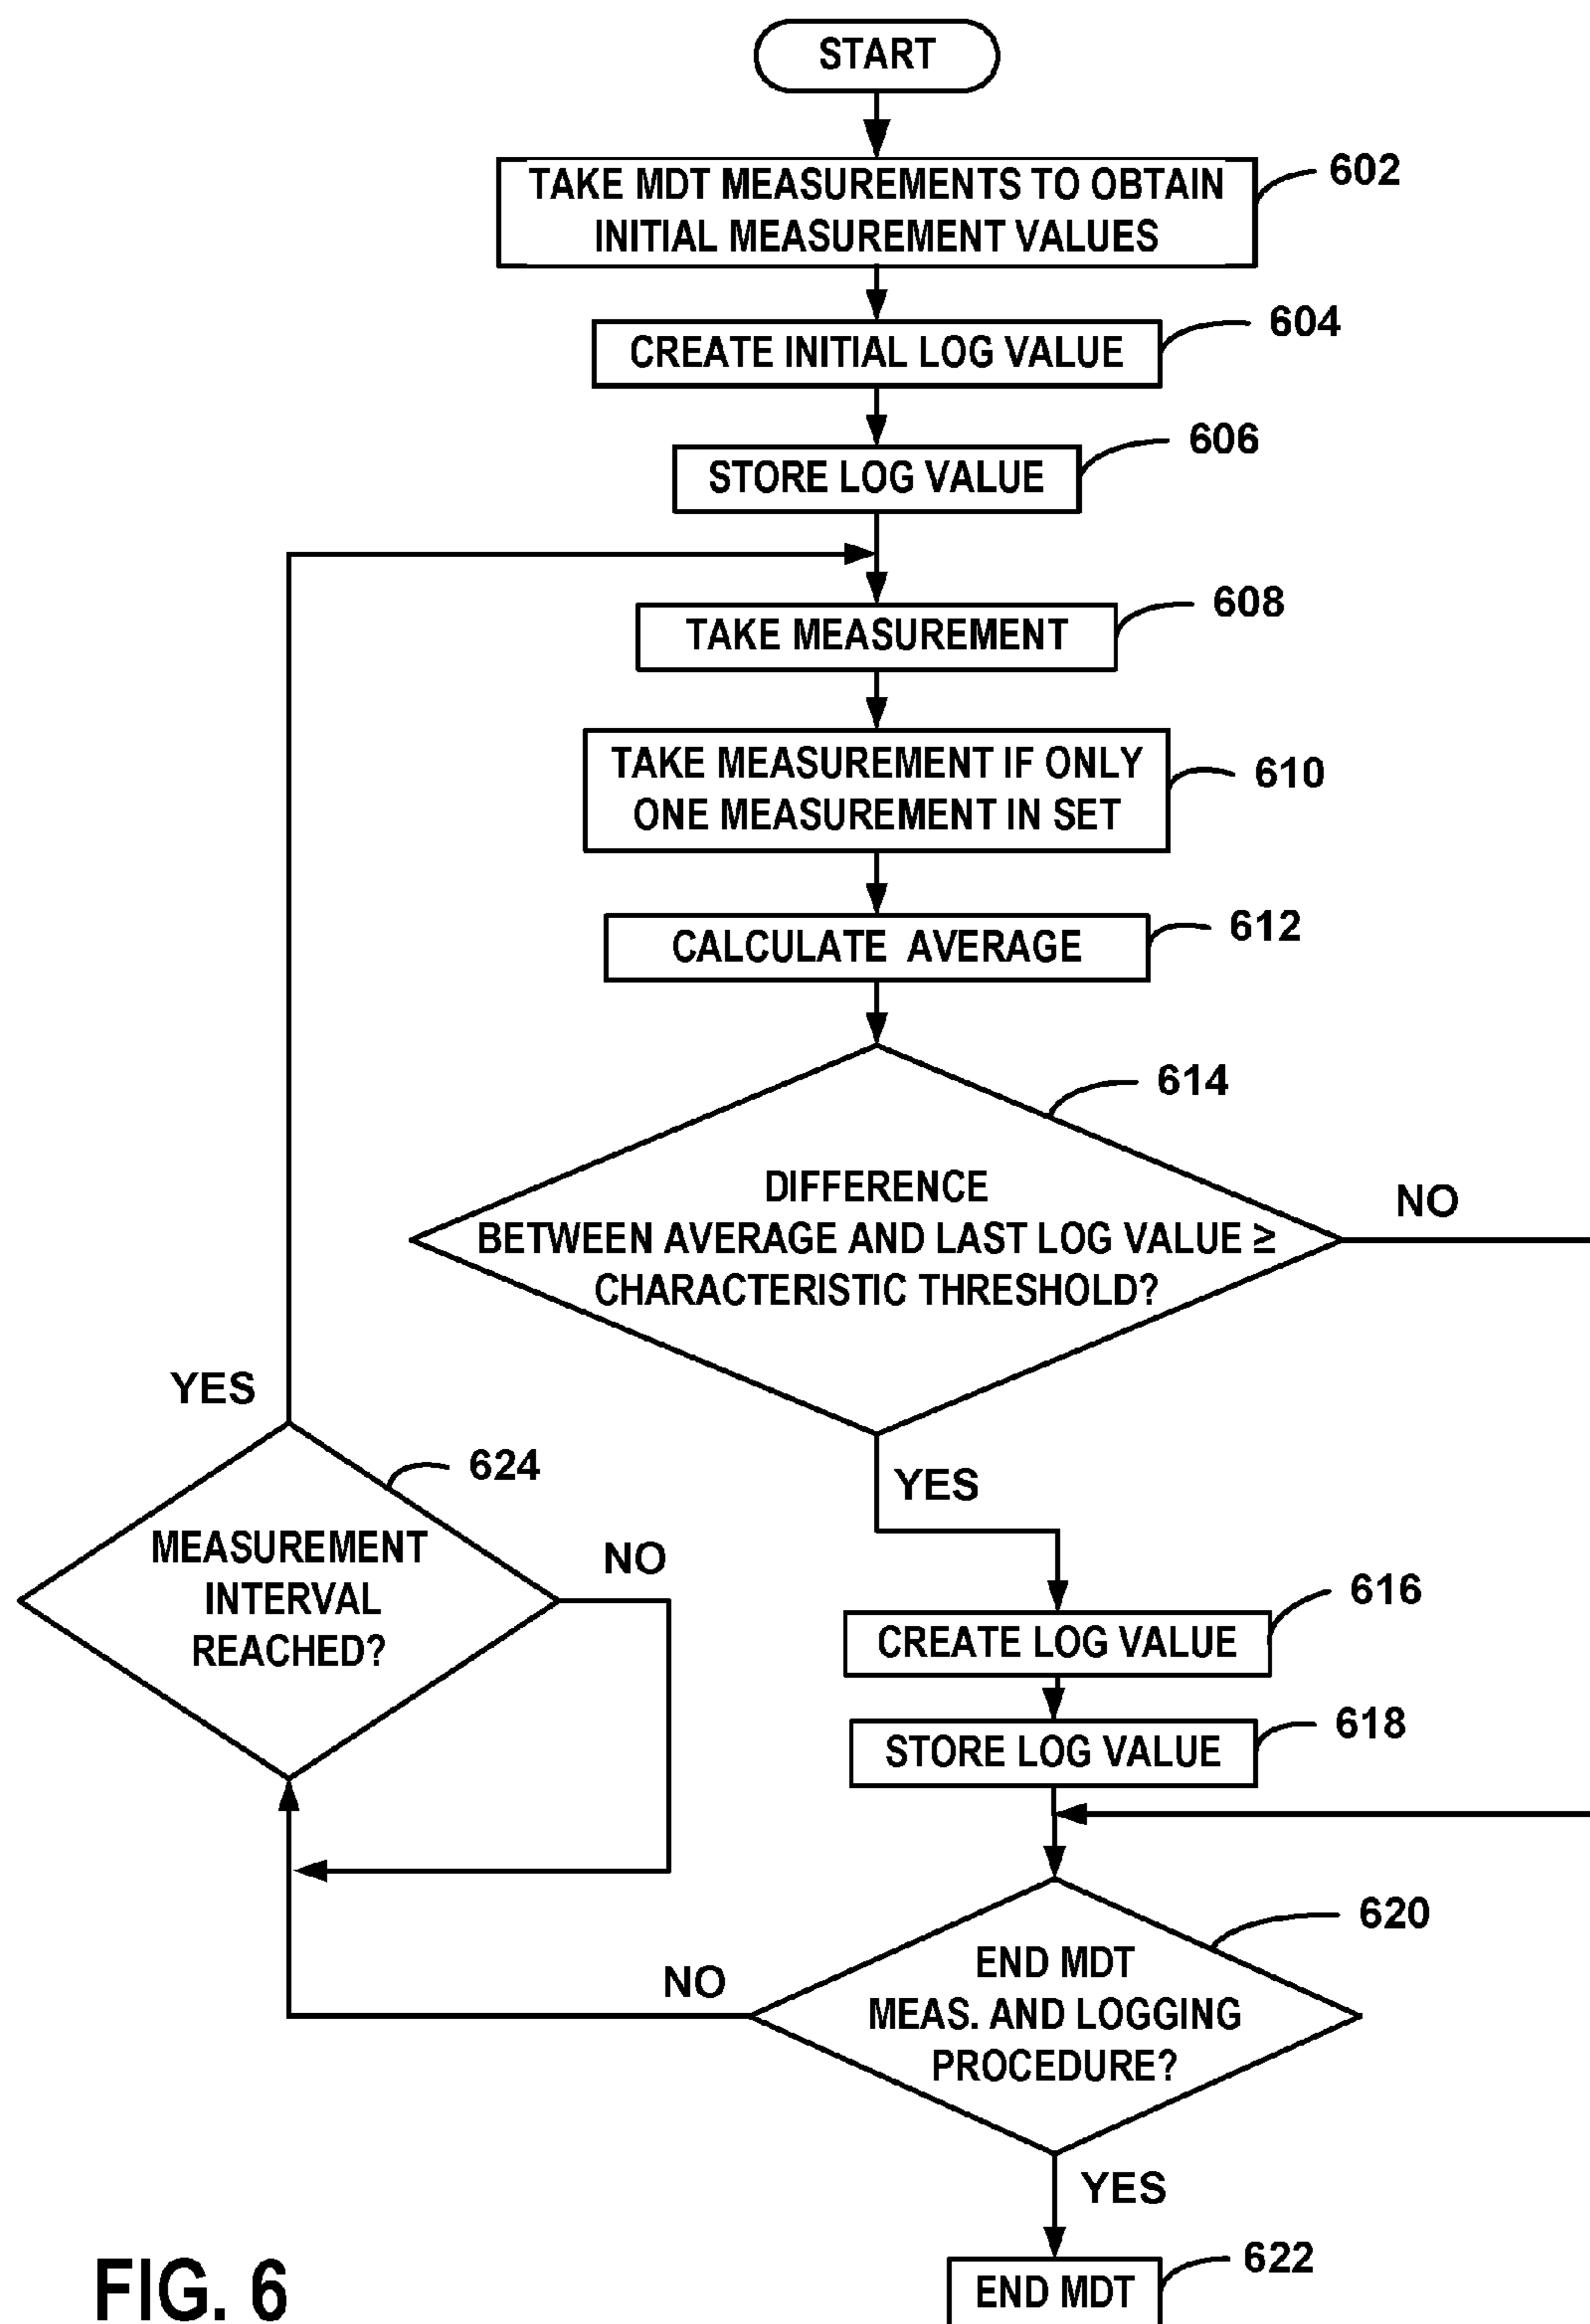 START
TAKE MDT MEASUREMENTS TO OBTAIN
INITIAL MEASUREMENT VALUES
602
CREATE INITIAL LOG VALUE
604
STORE LOG VALUE
606
TAKE MEASUREMENT
608
TAKE MEASUREMENT IF ONLY
ONE MEASUREMENT IN SET
610
CALCULATE AVERAGE
612
614
DIFFERENCE
BETWEEN AVERAGE AND LAST LOG VALUE ≥
CHARACTERISTIC THRESHOLD?
NO
YES
YES
624
MEASUREMENT
INTERVAL
REACHED?
NO
616
CREATE LOG VALUE
618
STORE LOG VALUE
620
END MDT
MEAS. AND LOGGING
PROCEDURE?
NO
YES
622
END MDT
FIG. 6